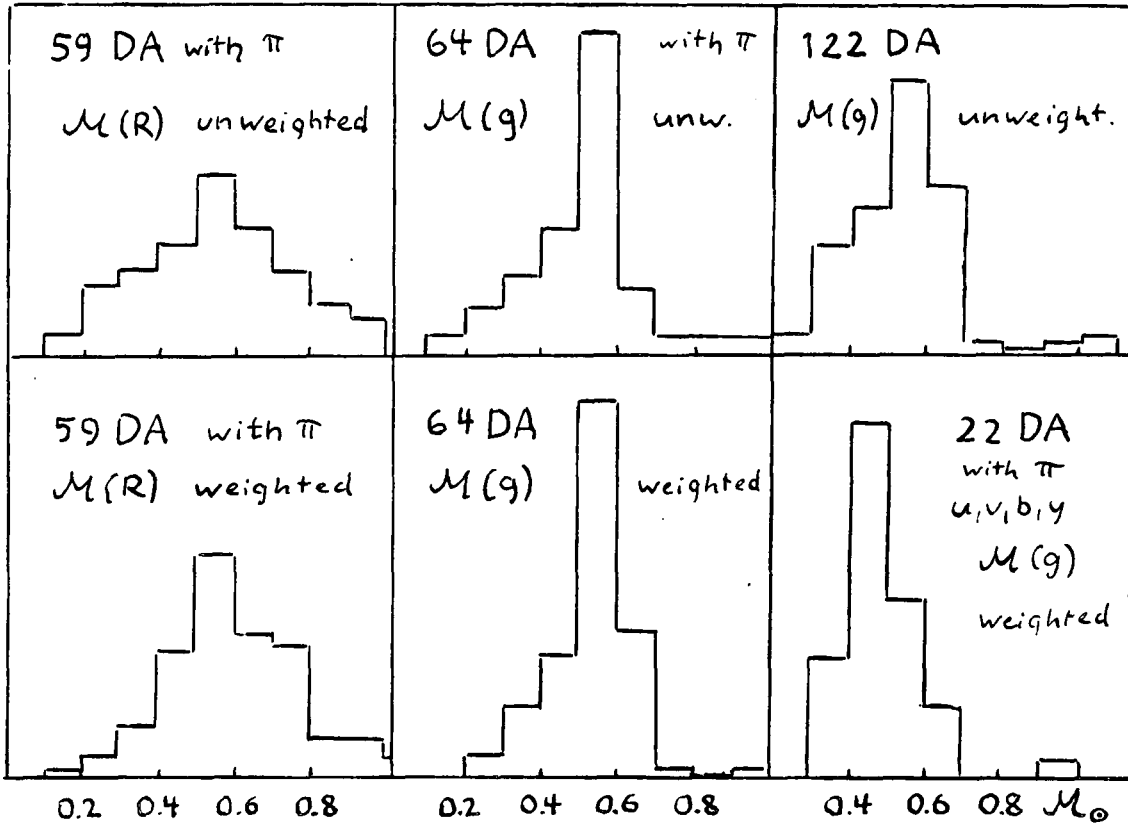 59 DA with π
M(R) unweighted
64 DA with π
M(g) unw.
122 DA
M(g) unweight.
59 DA with π
M(R) weighted
64 DA
M(g) weighted
22 DA
with π
u,v,b,y
M(g)
weighted
0.2 0.4 0.6 0.8
0.2 0.4 0.6 0.8
0.4 0.6 0.8 M☉